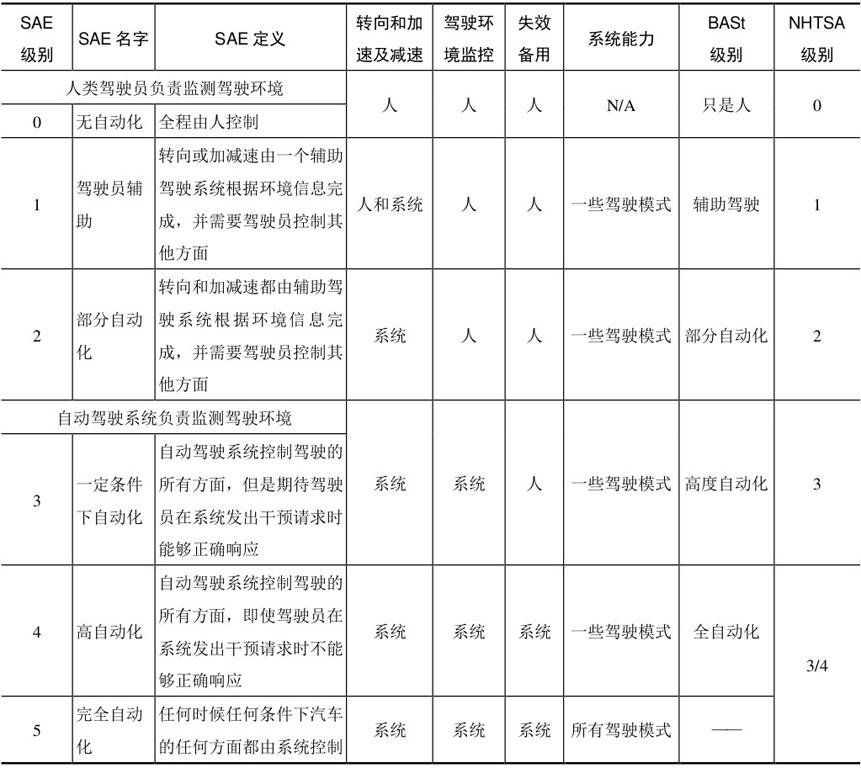 SAE 级别 SAE 名字 SAE 定义 转向和加速及减速 驾驶环境监控 失效备用 系统能力 BASt 级别 NHTSA 级别
人类驾驶员负责监测驾驶环境
人 人 人 N/A 只是人 0
0 无自动化 全程由人控制
1 驾驶员辅助 转向或加减速由一个辅助驾驶系统根据环境信息完成，并需要驾驶员控制其他方面 人和系统 人 人 一些驾驶模式 辅助驾驶 1
2 部分自动化 转向和加减速都由辅助驾驶系统根据环境信息完成，并需要驾驶员控制其他方面 系统 人 人 一些驾驶模式 部分自动化 2
自动驾驶系统负责监测驾驶环境
3 一定条件下自动化 自动驾驶系统控制驾驶的所有方面，但是期待驾驶员在系统发出干预请求时能够正确响应 系统 系统 人 一些驾驶模式 高度自动化 3
4 高自动化 自动驾驶系统控制驾驶的所有方面，即使驾驶员在系统发出干预请求时不能够正确响应 系统 系统 系统 一些驾驶模式 全自动化 3/4
5 完全自动化 任何时候任何条件下汽车的任何方面都由系统控制 系统 系统 系统 所有驾驶模式 ——